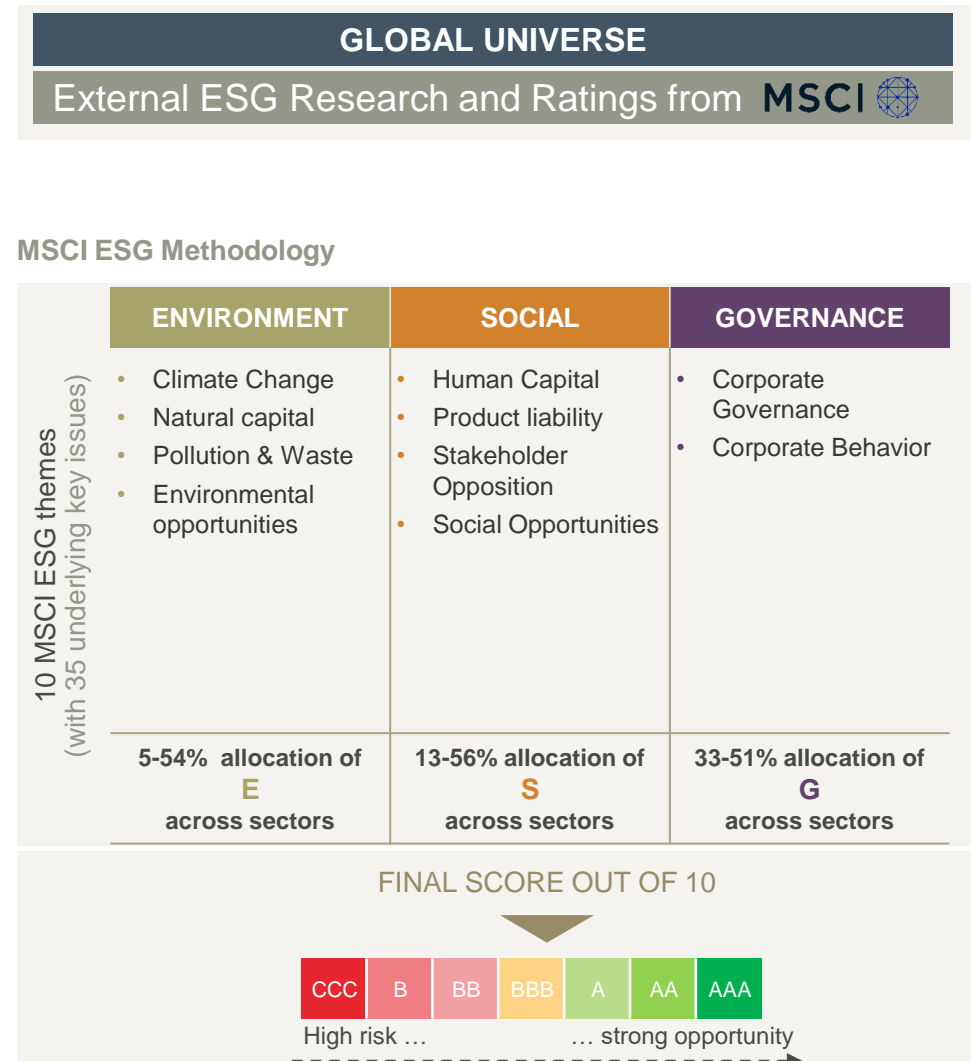 GLOBAL UNIVERSE
External ESG Research and Ratings from MSCI
MSCI ESG Methodology
10 MSCI ESG themes
(with 35 underlying key issues)
ENVIRONMENT
• Climate Change
• Natural capital
• Pollution & Waste
• Environmental
opportunities
5-54% allocation of
E
across sectors
SOCIAL
• Human Capital
• Product liability
• Stakeholder
Opposition
• Social Opportunities
13-56% allocation of
S
across sectors
GOVERNANCE
• Corporate
Governance
• Corporate Behavior
33-51% allocation of
G
across sectors
FINAL SCORE OUT OF 10
CCC B BB BBB A AA AAA
High risk … … strong opportunity